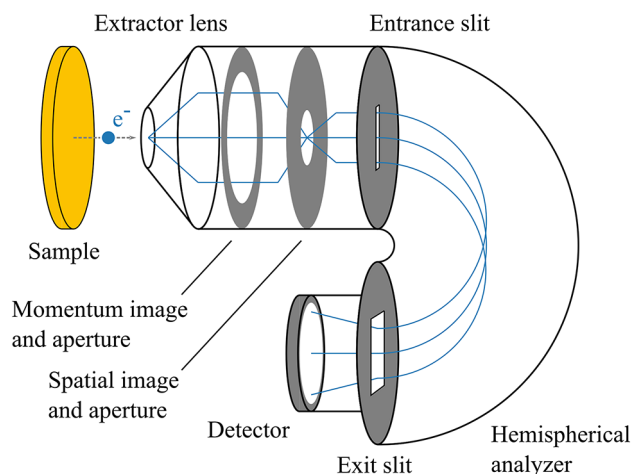 Extractor lens
Entrance slit
e-
Sample
Momentum image
and aperture
Spatial image
and aperture
Detector
Exit slit
Hemispherical
analyzer